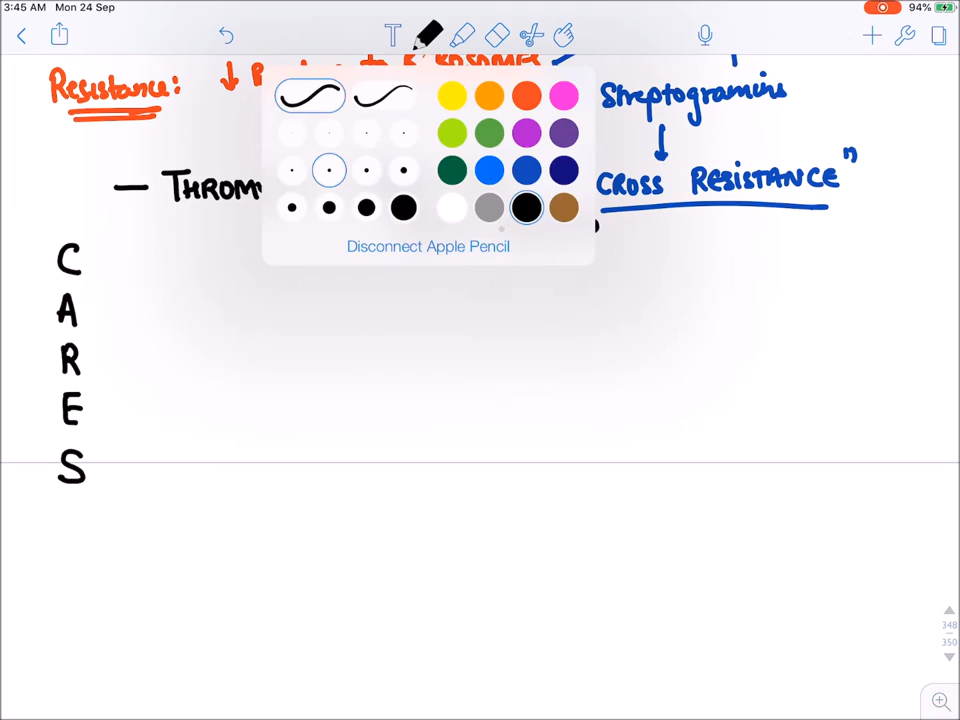 3:45 AM Mon 24 Sep
94%
T
Resistance:
Streptogramins
— THROM
CROSS RESISTANCE"
Disconnect Apple Pencil
C
A
R
E
S
348
350